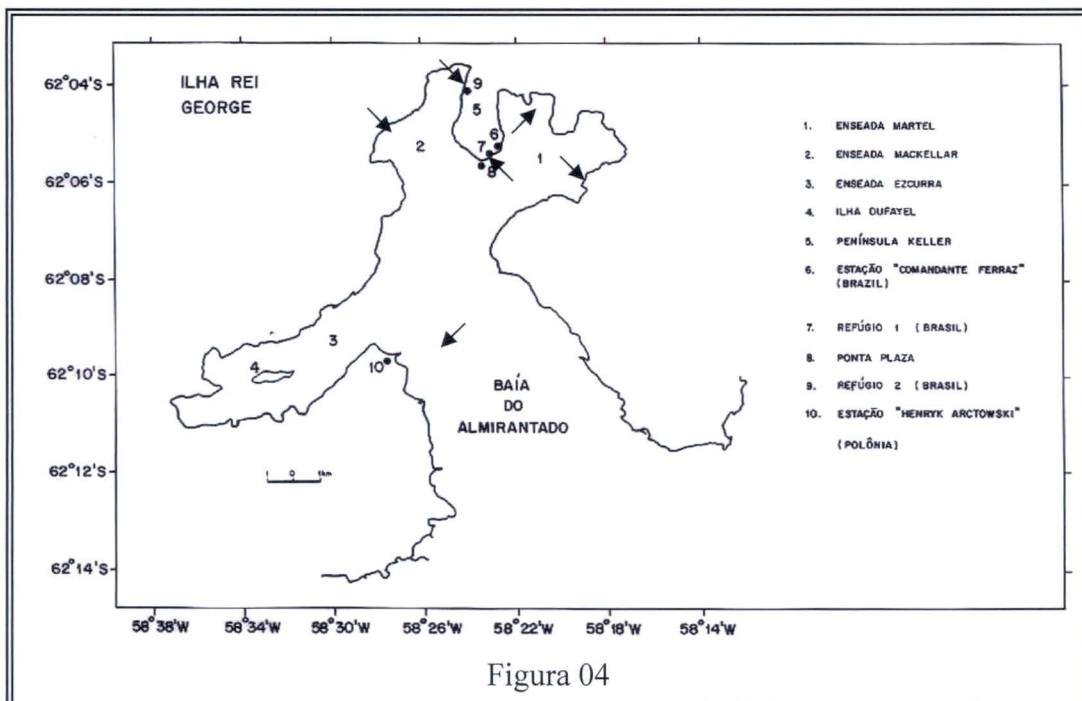 ILHA REI
GEORGE
62°04'S
62°06'S
62°08'S
62°10'S
62°12'S
62°14'S
9
5
2
6
7
1
8
3
4
10
BAÍA
DO
ALMIRANTADO
1 0 1km
58°38'W 58°34'W 58°30'W 58°26'W 58°22'W 58°18'W 58°14'W
1. ENSEADA MARTEL
2. ENSEADA MACKELLAR
3. ENSEADA EZCURRA
4. ILHA DUFAYEL
5. PENÍNSULA KELLER
6. ESTAÇÃO "COMANDANTE FERRAZ"
(BRAZIL)
7. REFÚGIO 1 (BRASIL)
8. PONTA PLAZA
9. REFÚGIO 2 (BRASIL)
10. ESTAÇÃO "HENRYK ARCTOWSKI"
(POLÔNIA)
Figura 04